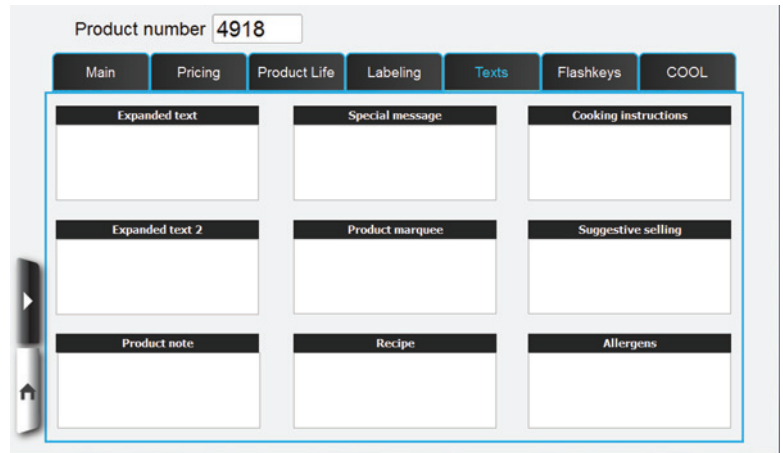 Product number 4918
Main Pricing Product Life Labeling Texts Flashkeys COOL
Expanded text Special message Cooking instructions
Expanded text 2 Product marquee Suggestive selling
Product note Recipe Allergens